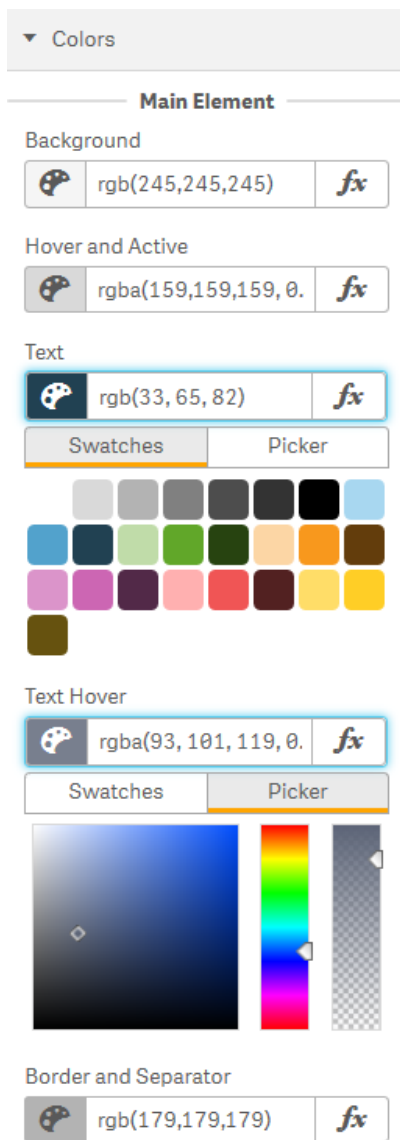 Colors
Main Element
Background
rgb(245,245,245) fx
Hover and Active
rgba(159,159,159, 0. fx
Text
rgb(33, 65, 82) fx
Swatches Picker
Text Hover
rgba(93, 101, 119, 0. fx
Swatches Picker
Border and Separator
rgb(179,179,179) fx